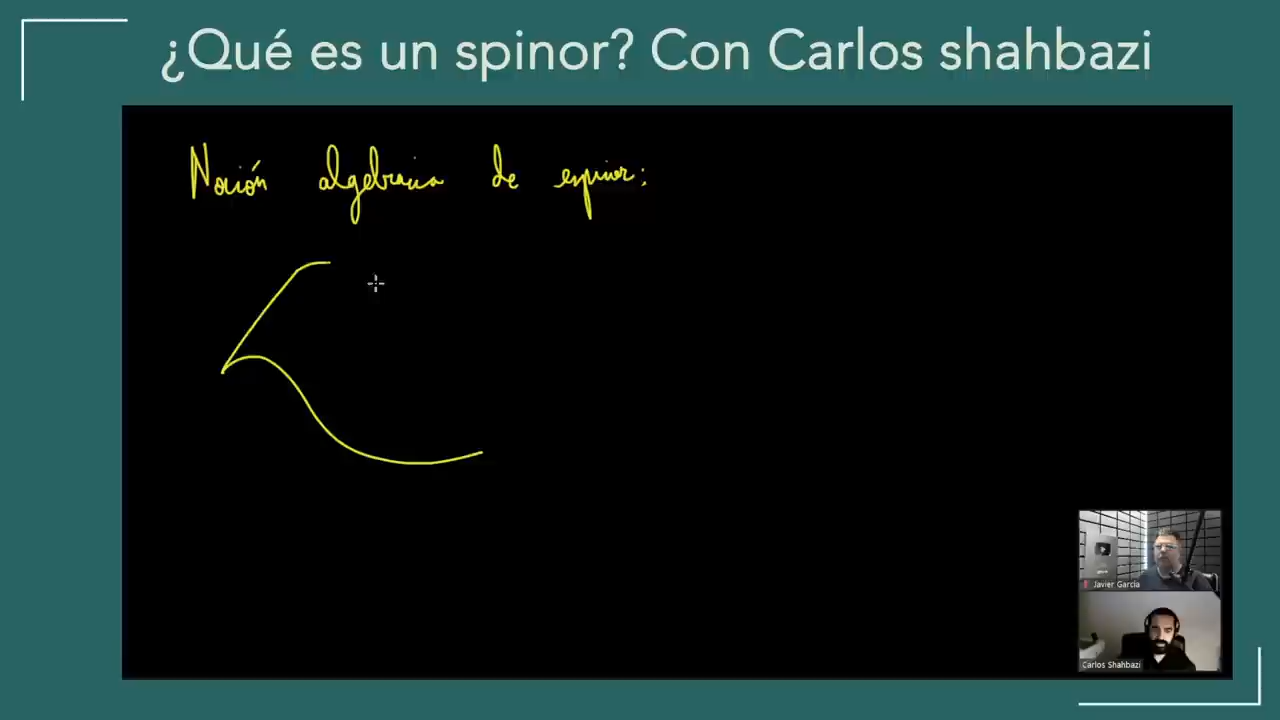 ¿Qué es un spinor? Con Carlos shahbazi
Noción algebraica de espinor:
Javier García
Carlos Shahbazi